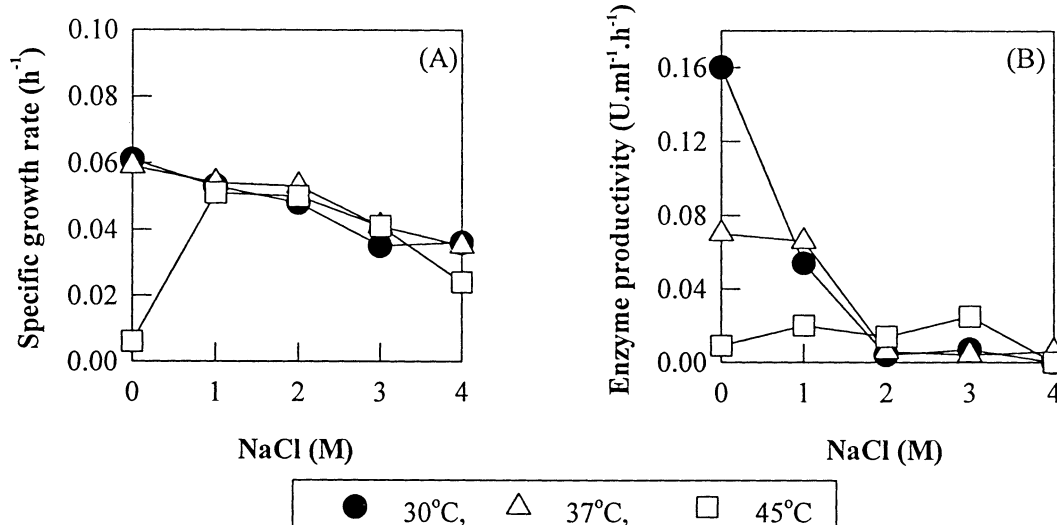 Specific growth rate (h⁻¹)
0.10
0.08
0.06
0.04
0.02
0.00
(A)
0 1 2 3 4
NaCl (M)
Enzyme productivity (U.ml⁻¹.h⁻¹)
0.16
0.12
0.08
0.04
0.00
(B)
0 1 2 3 4
NaCl (M)
30°C, 37°C, 45°C